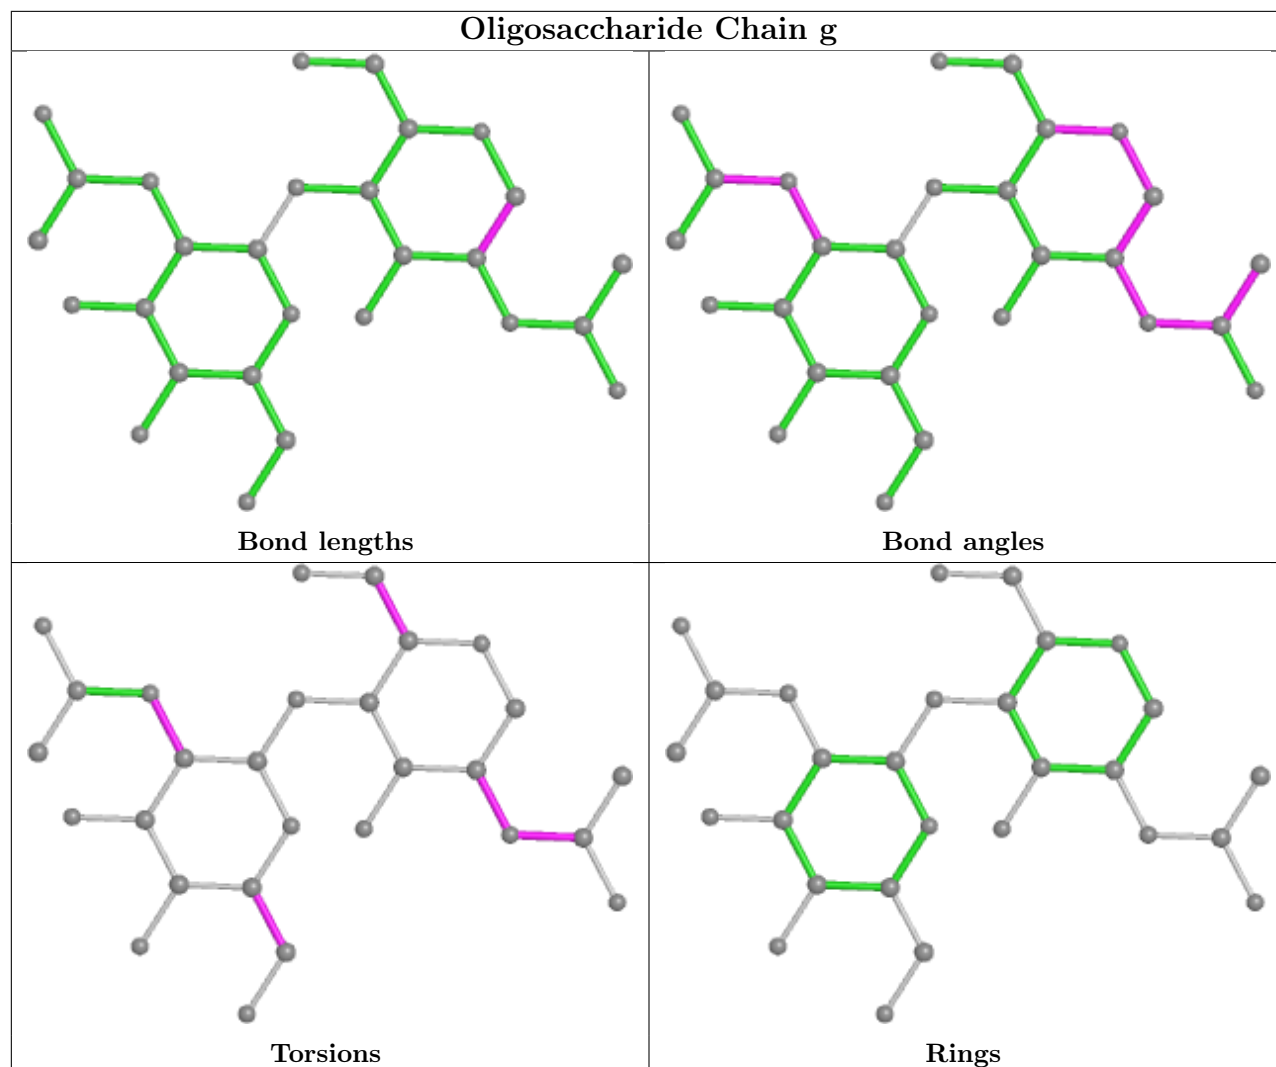 Oligosaccharide Chain g
Bond lengths
Bond angles
Torsions
Rings